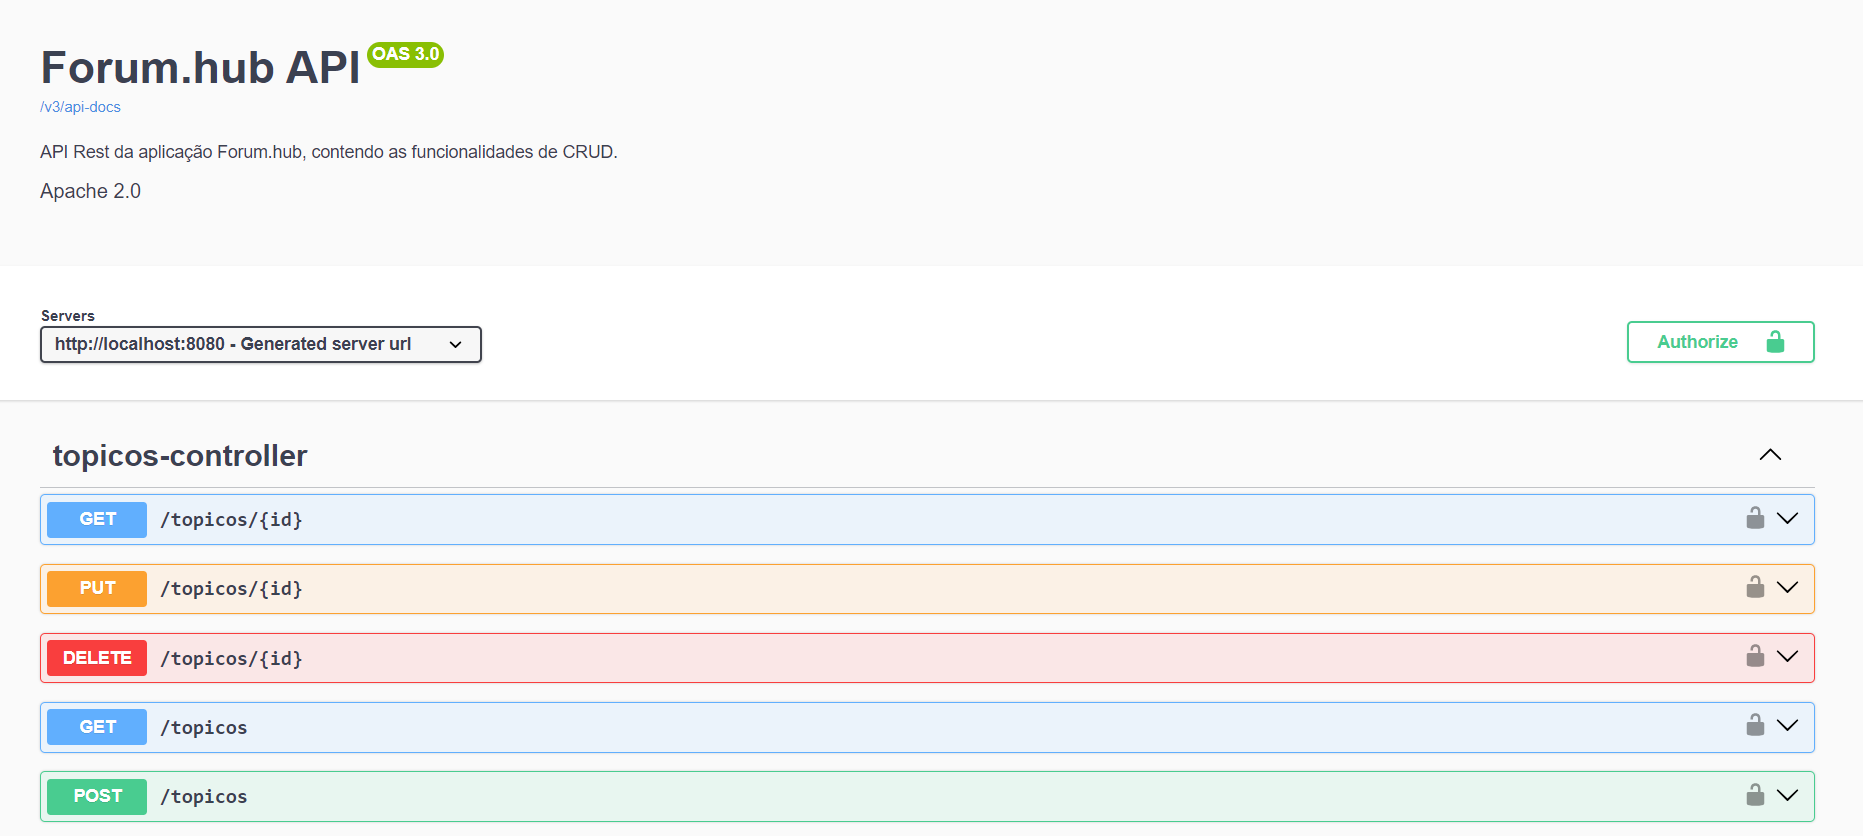 Forum.hub API OAS 3.0
/v3/api-docs
API Rest da aplicação Forum.hub, contendo as funcionalidades de CRUD.
Apache 2.0
Servers
http://localhost:8080 - Generated server url
Authorize
topicos-controller
GET /topicos/{id}
PUT /topicos/{id}
DELETE /topicos/{id}
GET /topicos
POST /topicos